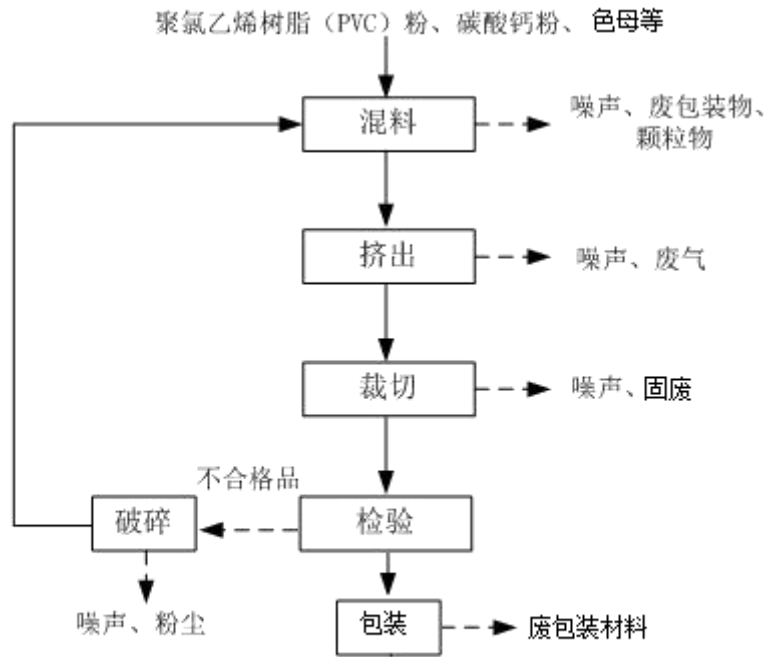 聚氯乙烯树脂（PVC）粉、碳酸钙粉、色母等
混料
噪声、废包装物、
颗粒物
挤出
噪声、废气
裁切
噪声、固废
不合格品
破碎
检验
噪声、粉尘
包装
废包装材料